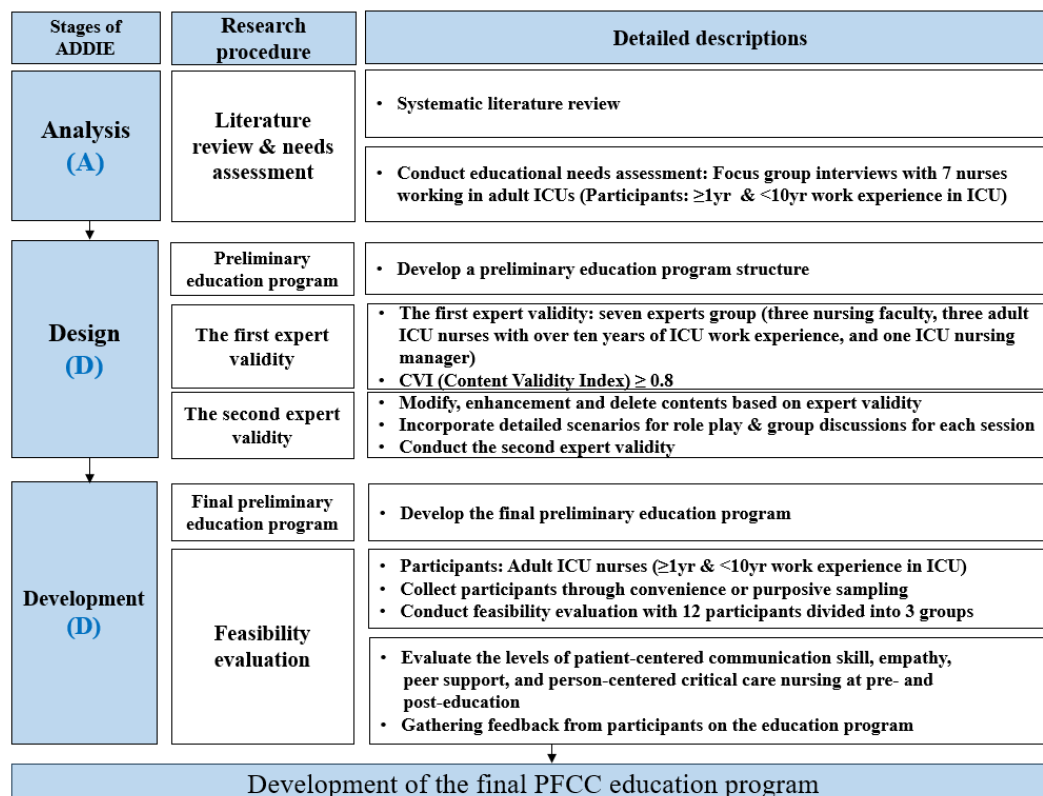 Stages of
ADDIE
Research
procedure
Detailed descriptions
Analysis
(A)
Literature
review & needs
assessment
• Systematic literature review
• Conduct educational needs assessment: Focus group interviews with 7 nurses
working in adult ICUs (Participants: ≥1yr & <10yr work experience in ICU)
Design
(D)
Preliminary
education program
• Develop a preliminary education program structure
The first expert
validity
• The first expert validity: seven experts group (three nursing faculty, three adult
ICU nurses with over ten years of ICU work experience, and one ICU nursing
manager)
• CVI (Content Validity Index) ≥ 0.8
The second expert
validity
• Modify, enhancement and delete contents based on expert validity
• Incorporate detailed scenarios for role play & group discussions for each session
• Conduct the second expert validity
Development
(D)
Final preliminary
education program
• Develop the final preliminary education program
Feasibility
evaluation
• Participants: Adult ICU nurses (≥1yr & <10yr work experience in ICU)
• Collect participants through convenience or purposive sampling
• Conduct feasibility evaluation with 12 participants divided into 3 groups
• Evaluate the levels of patient-centered communication skill, empathy,
peer support, and person-centered critical care nursing at pre- and
post-education
• Gathering feedback from participants on the education program
Development of the final PFCC education program